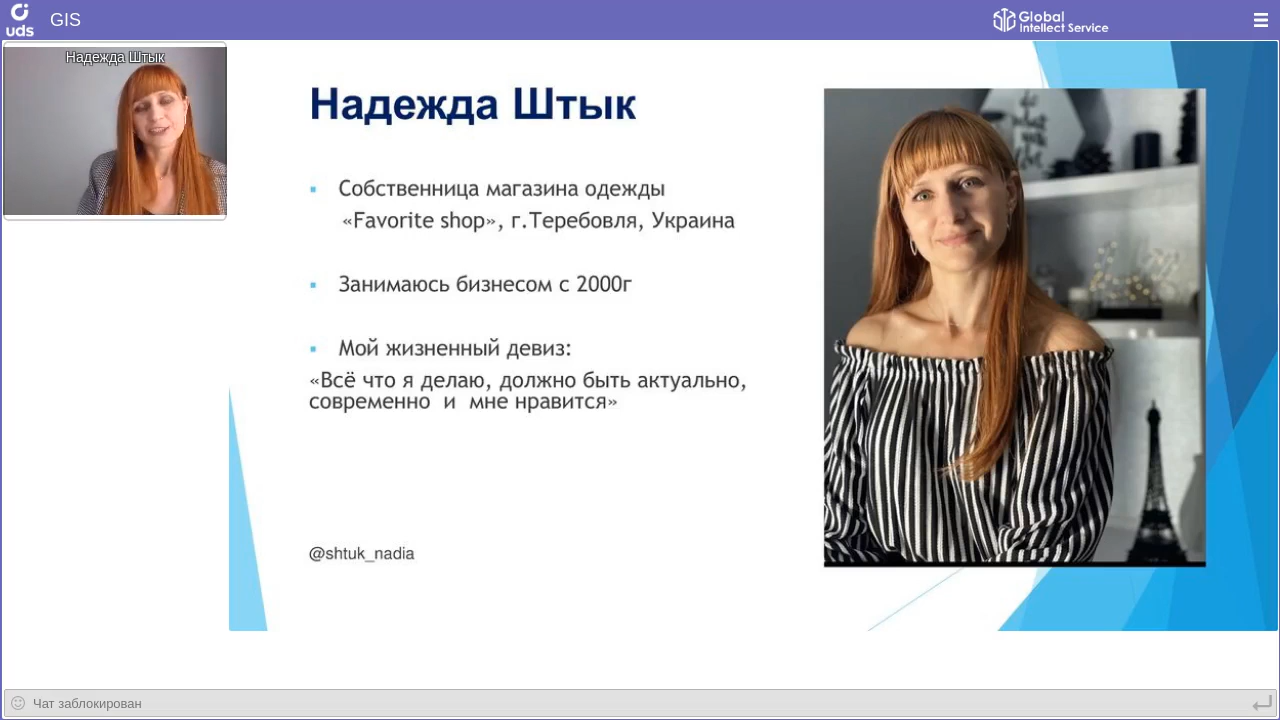 uds
GIS
Global
Intellect Service
Надежда Штык
Надежда Штык
Собственница магазина одежды
«Favorite shop», г.Теребовля, Украина
Занимаюсь бизнесом с 2000г
Мой жизненный девиз:
«Всё что я делаю, должно быть актуально,
современно и мне нравится»
@shtuk_nadia
Чат заблокирован